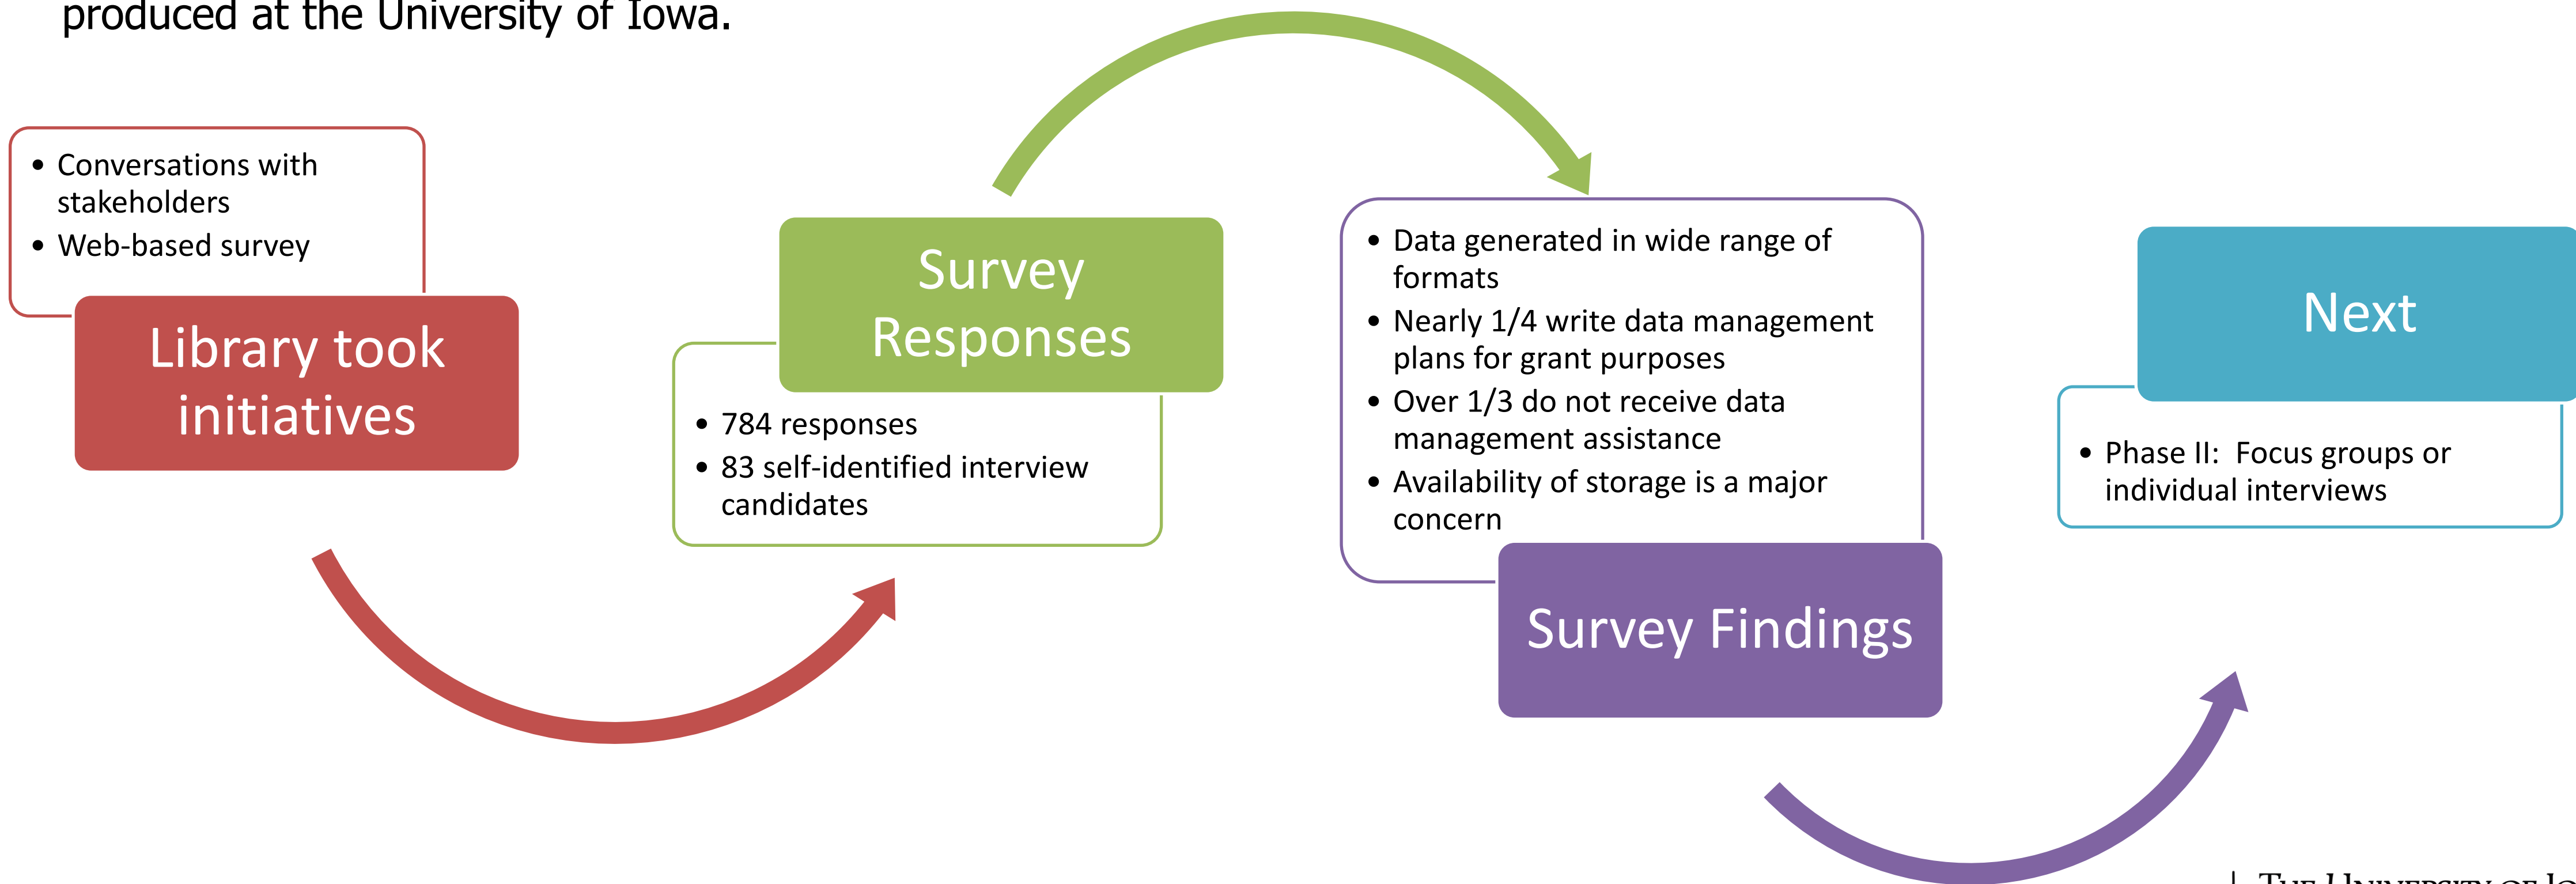 produced at the University of Iowa.
• Conversations with
stakeholders
• Web-based survey
Library took
initiatives
Survey
Responses
• 784 responses
• 83 self-identified interview
candidates
• Data generated in wide range of
formats
• Nearly 1/4 write data management
plans for grant purposes
• Over 1/3 do not receive data
management assistance
• Availability of storage is a major
concern
Survey Findings
Next
• Phase II:  Focus groups or
individual interviews
THE UNIVERSITY OF